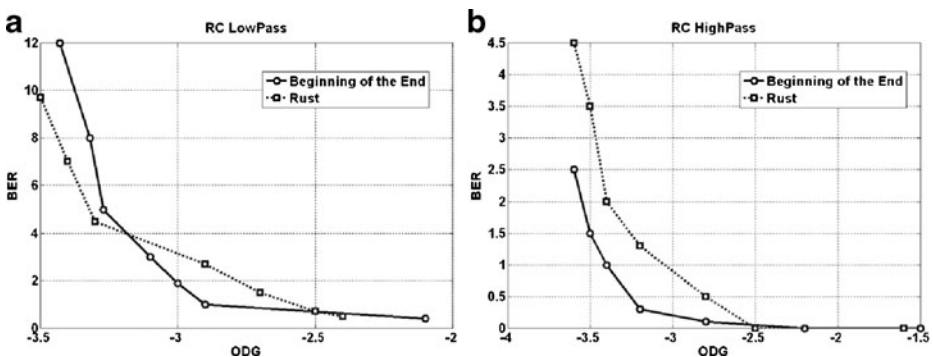 a
RC LowPass
12
10
8
6
4
2
0
BER
-3.5
-3
-2.5
-2
ODG
Beginning of the End
Rust
b
RC HighPass
4.5
4
3.5
3
2.5
2
1.5
1
0.5
0
BER
-4
-3.5
-3
-2.5
-2
-1.5
ODG
Beginning of the End
Rust